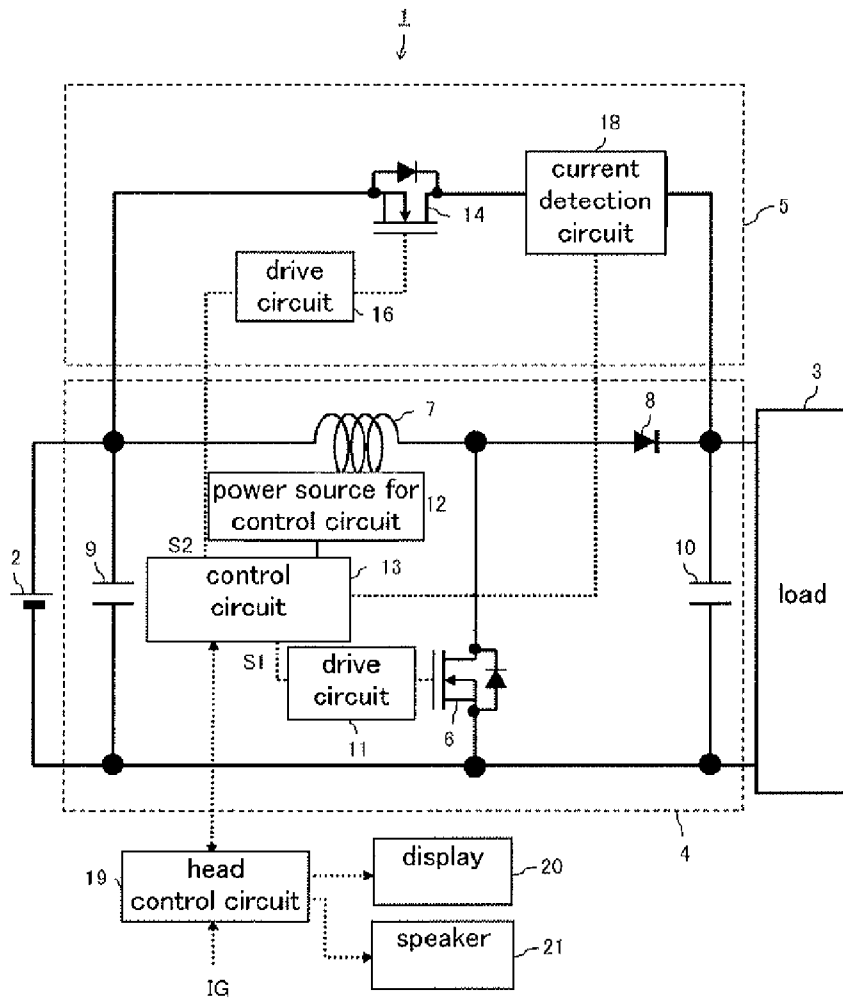 1
18
current
detection
circuit
14
5
drive
circuit
16
3
7
8
power source for
control circuit
12
S2
2
9
control
circuit
13
10
load
S1
drive
circuit
11
6
4
19
head
control circuit
display
20
speaker
21
IG